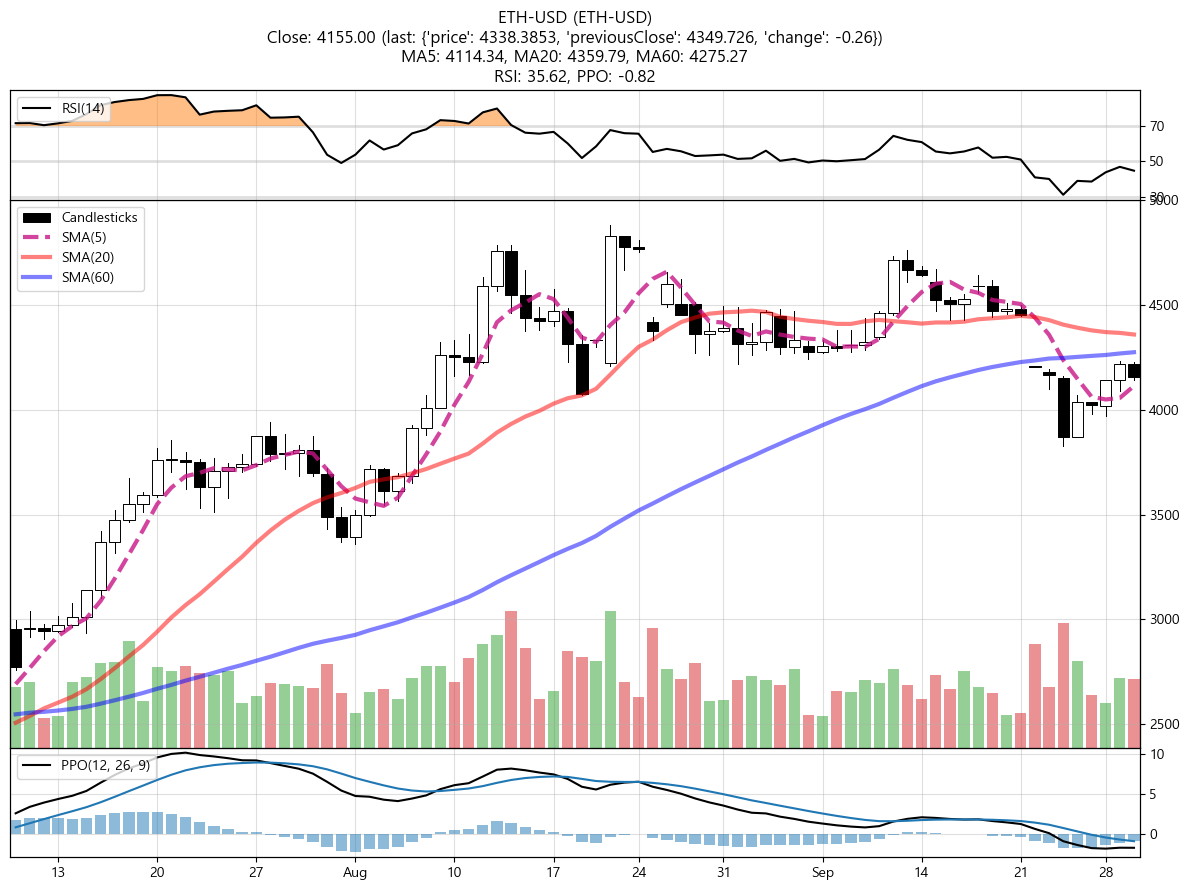 ETH-USD (ETH-USD)
Close: 4155.00 (last: {'price': 4338.3853, 'previousClose': 4349.726, 'change': -0.26})
MA5: 4114.34, MA20: 4359.79, MA60: 4275.27
RSI: 35.62, PPO: -0.82
RSI(14)
70
50
30
5000
Candlesticks
SMA(5)
SMA(20)
SMA(60)
4500
4000
3500
3000
2500
PPO(12, 26, 9)
10
5
0
13 20 27 Aug 10 17 24 31 Sep 14 21 28